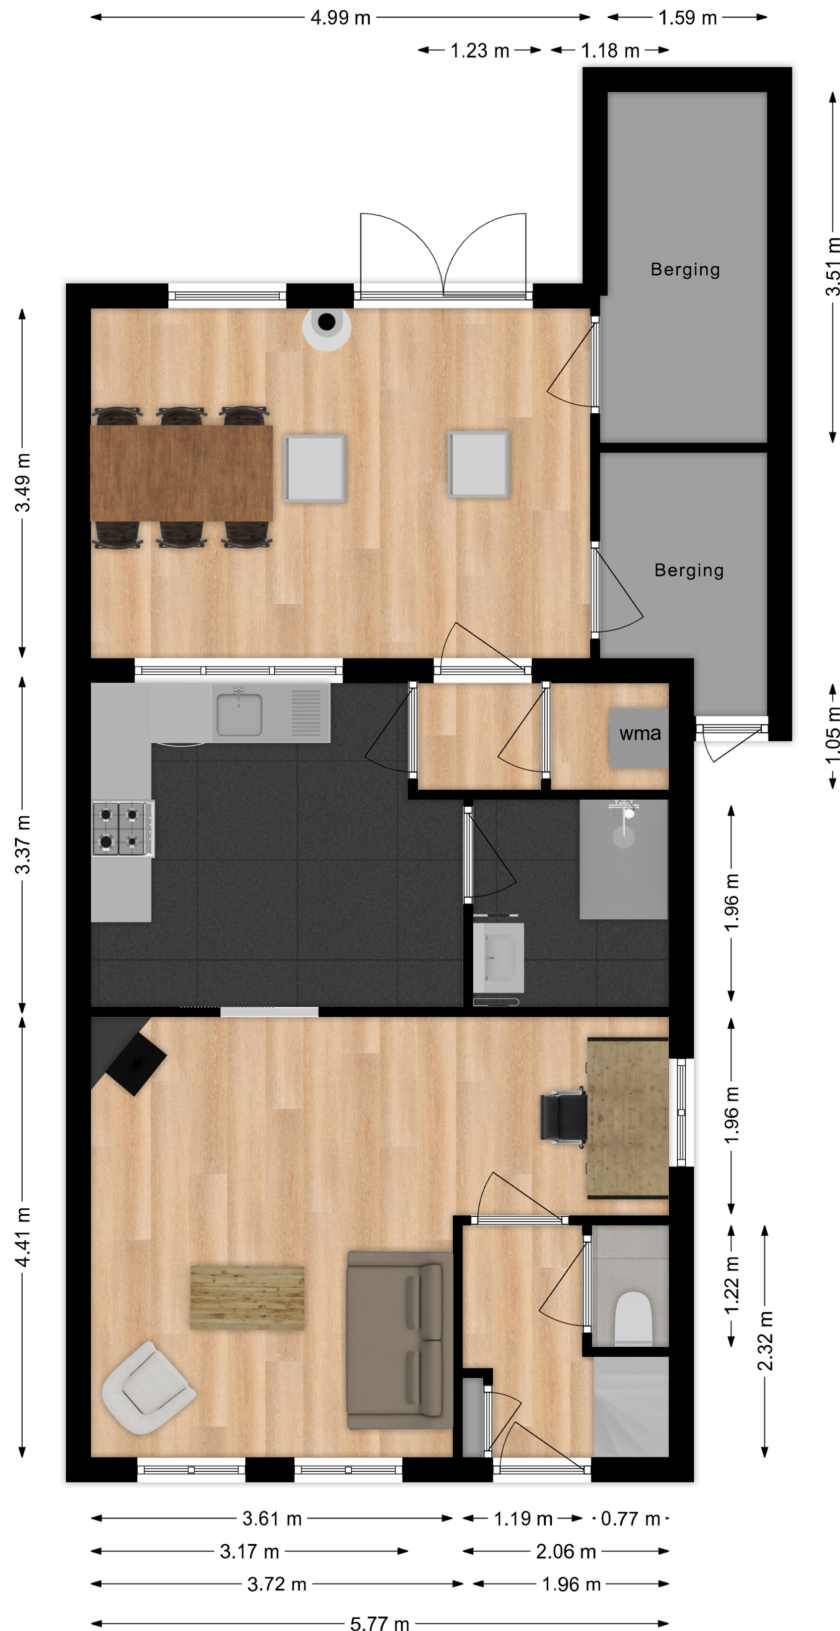 4.99 m
1.59 m
1.23 m
1.18 m
3.51 m
Berging
3.49 m
Berging
wma
1.05 m
3.37 m
1.96 m
1.96 m
4.41 m
1.22 m
2.32 m
3.61 m
1.19 m
0.77 m
3.17 m
2.06 m
3.72 m
1.96 m
5.77 m